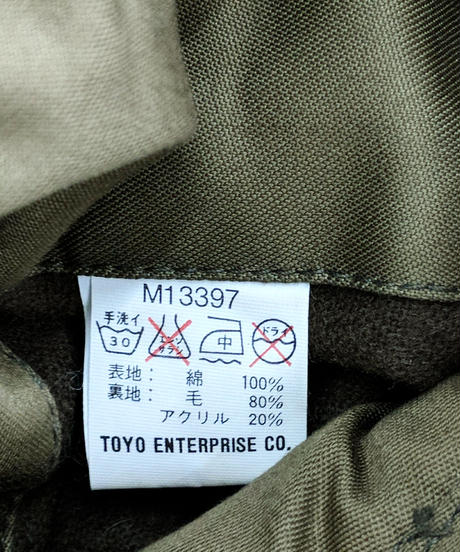 M13397
手洗イ 30 エンソ サラシ 中 ドライ
表地: 綿 100%
裏地: 毛 80%
アクリル 20%
TOYO ENTERPRISE CO.